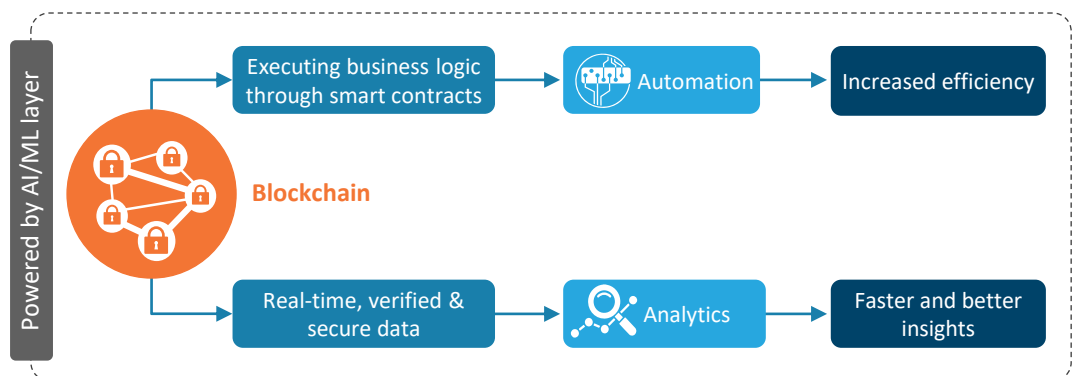 Powered by AI/ML layer
Executing business logic
through smart contracts
Automation
Increased efficiency
Blockchain
Real-time, verified &
secure data
Analytics
Faster and better
insights